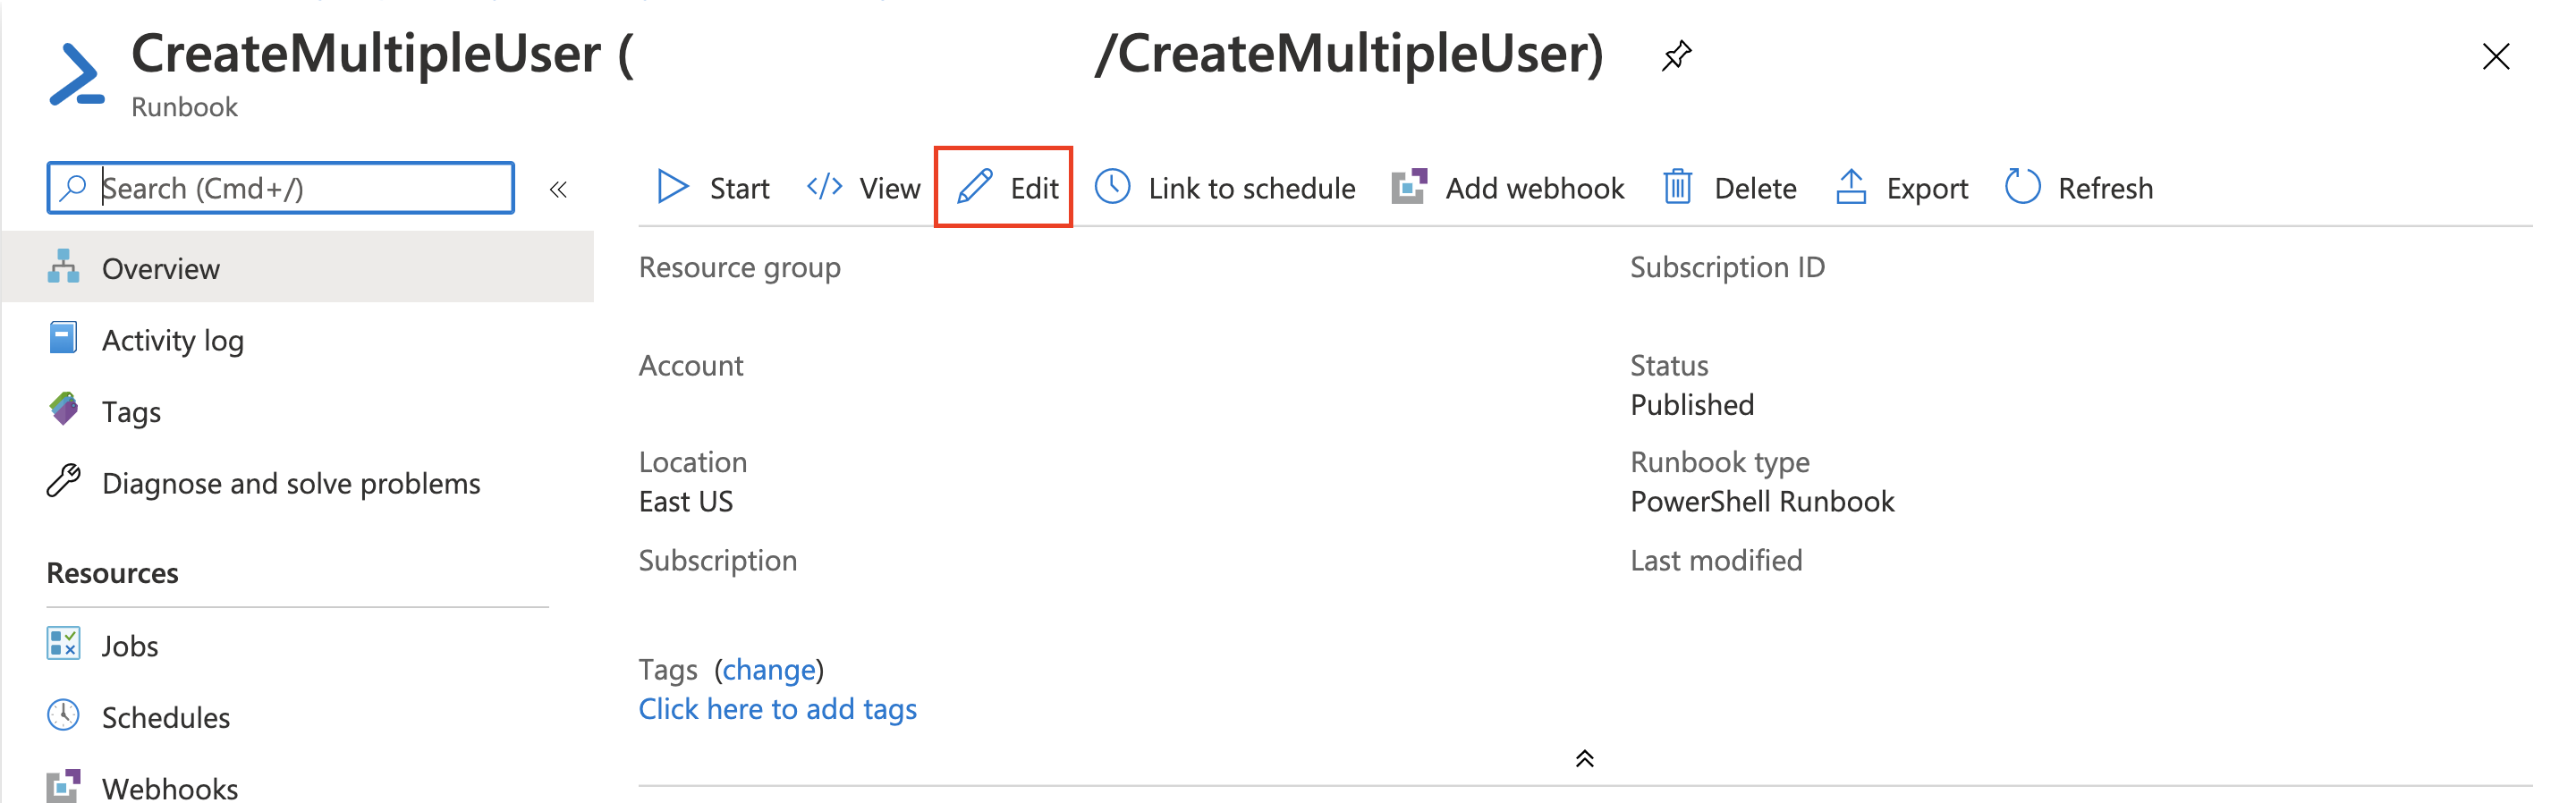 CreateMultipleUser ( /CreateMultipleUser)
Runbook
Search (Cmd+/)
Start View Edit Link to schedule Add webhook Delete Export Refresh
Overview
Activity log
Tags
Diagnose and solve problems
Resources
Jobs
Schedules
Webhooks
Resource group
Account
Location
East US
Subscription
Tags (change)
Click here to add tags
Subscription ID
Status
Published
Runbook type
PowerShell Runbook
Last modified